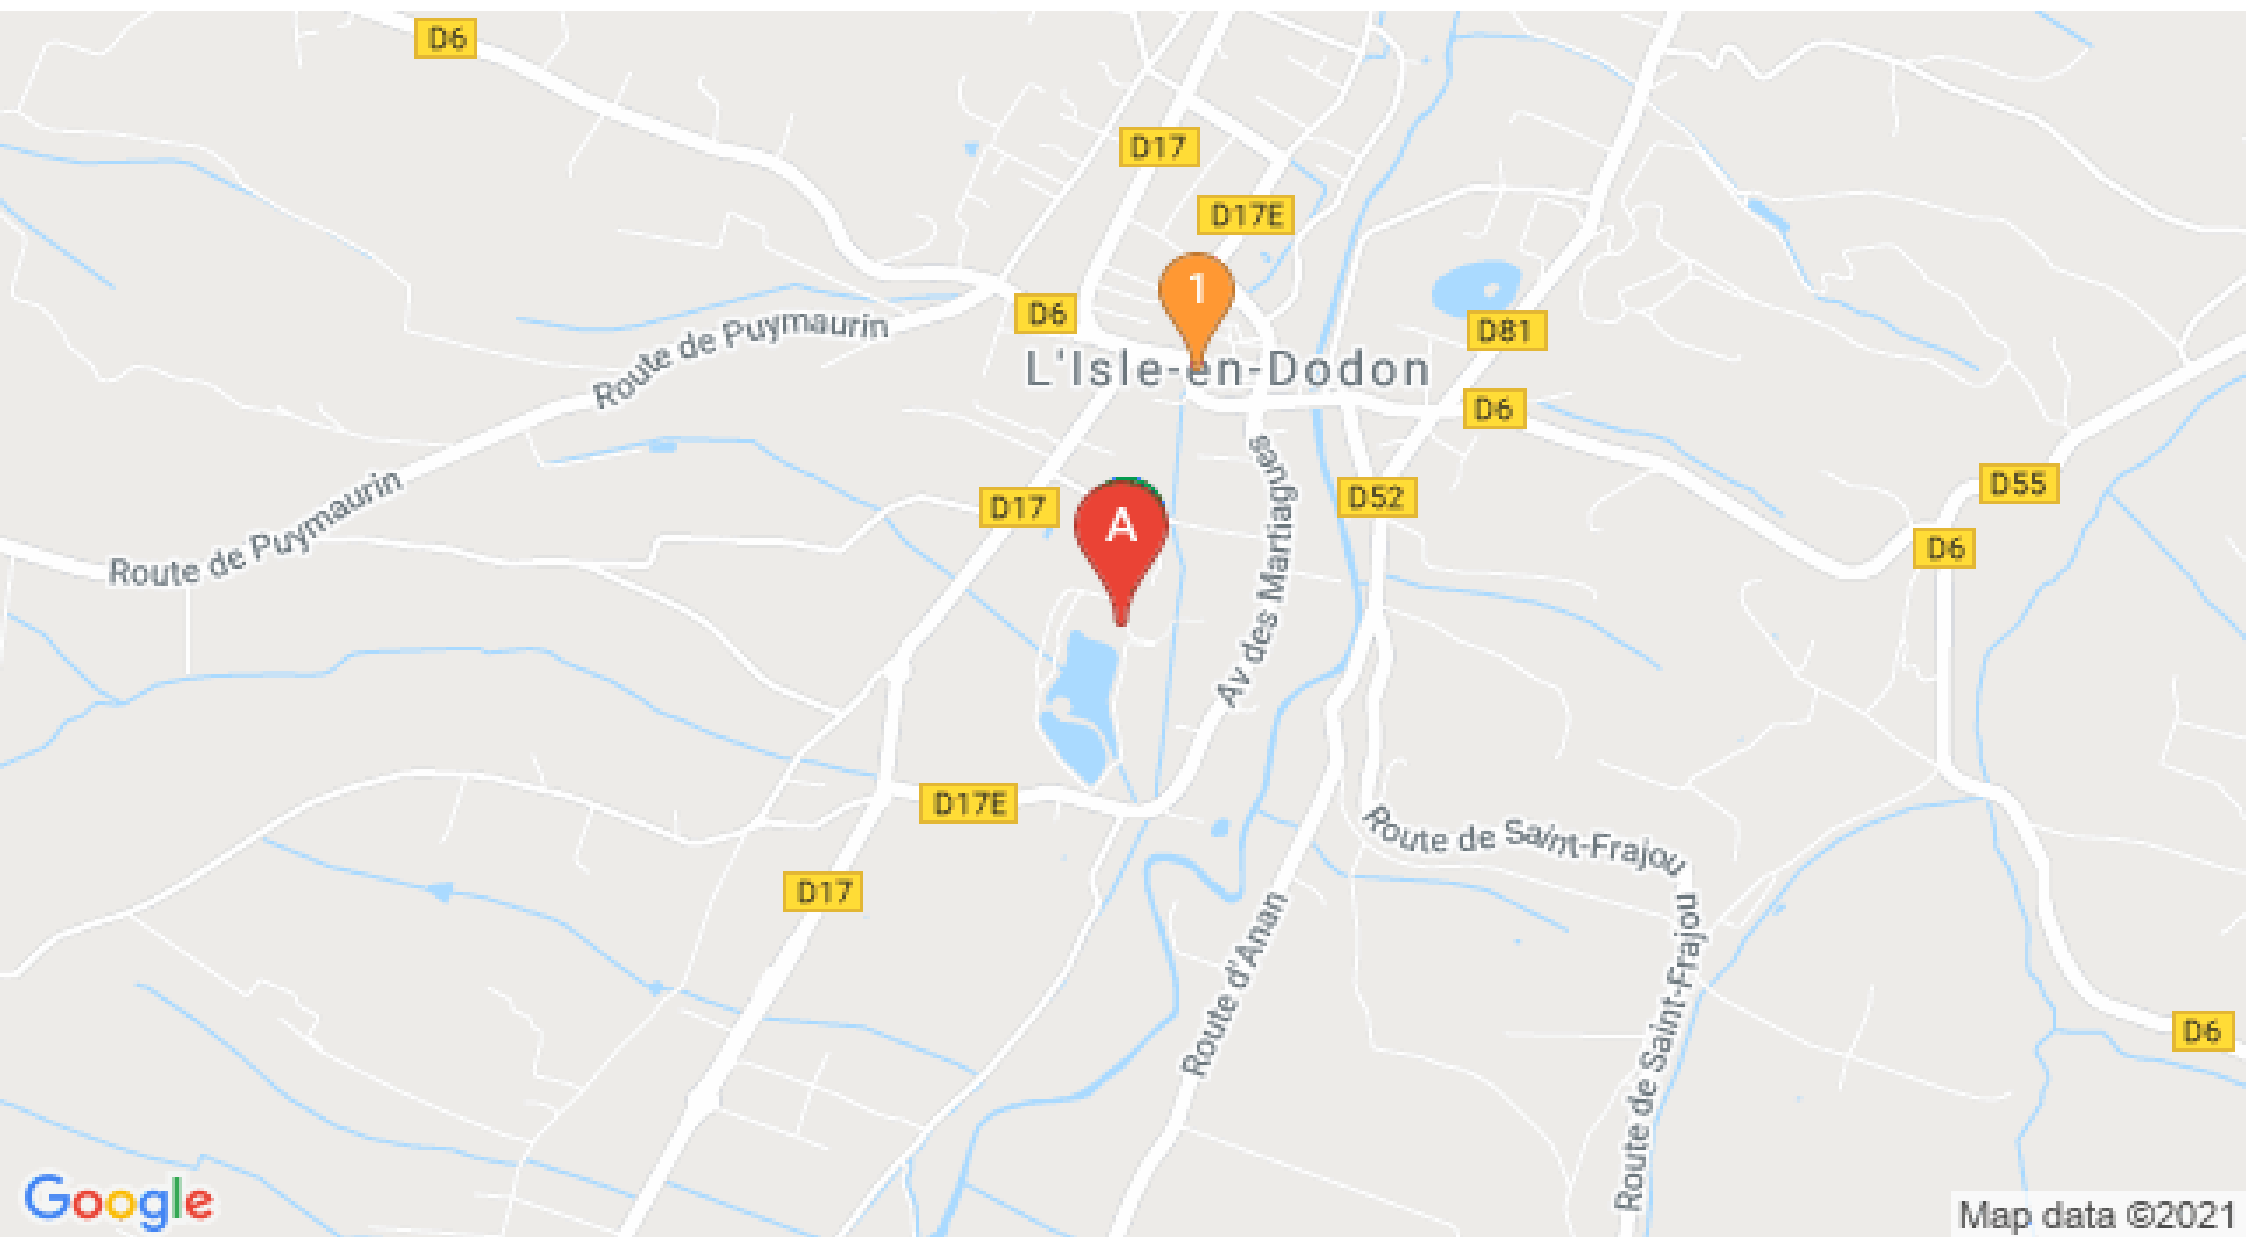 D6
D17
D17E
1
D6
Route de Puymaurin
D81
L'Isle-en-Dodon
D6
Av des Martiagues
D55
D52
D17
A
Route de Puymaurin
D6
D17E
Route de Saint-Frajou
D17
Route d'Anan
Route de Saint-Frajou
D6
Google
Map data ©2021